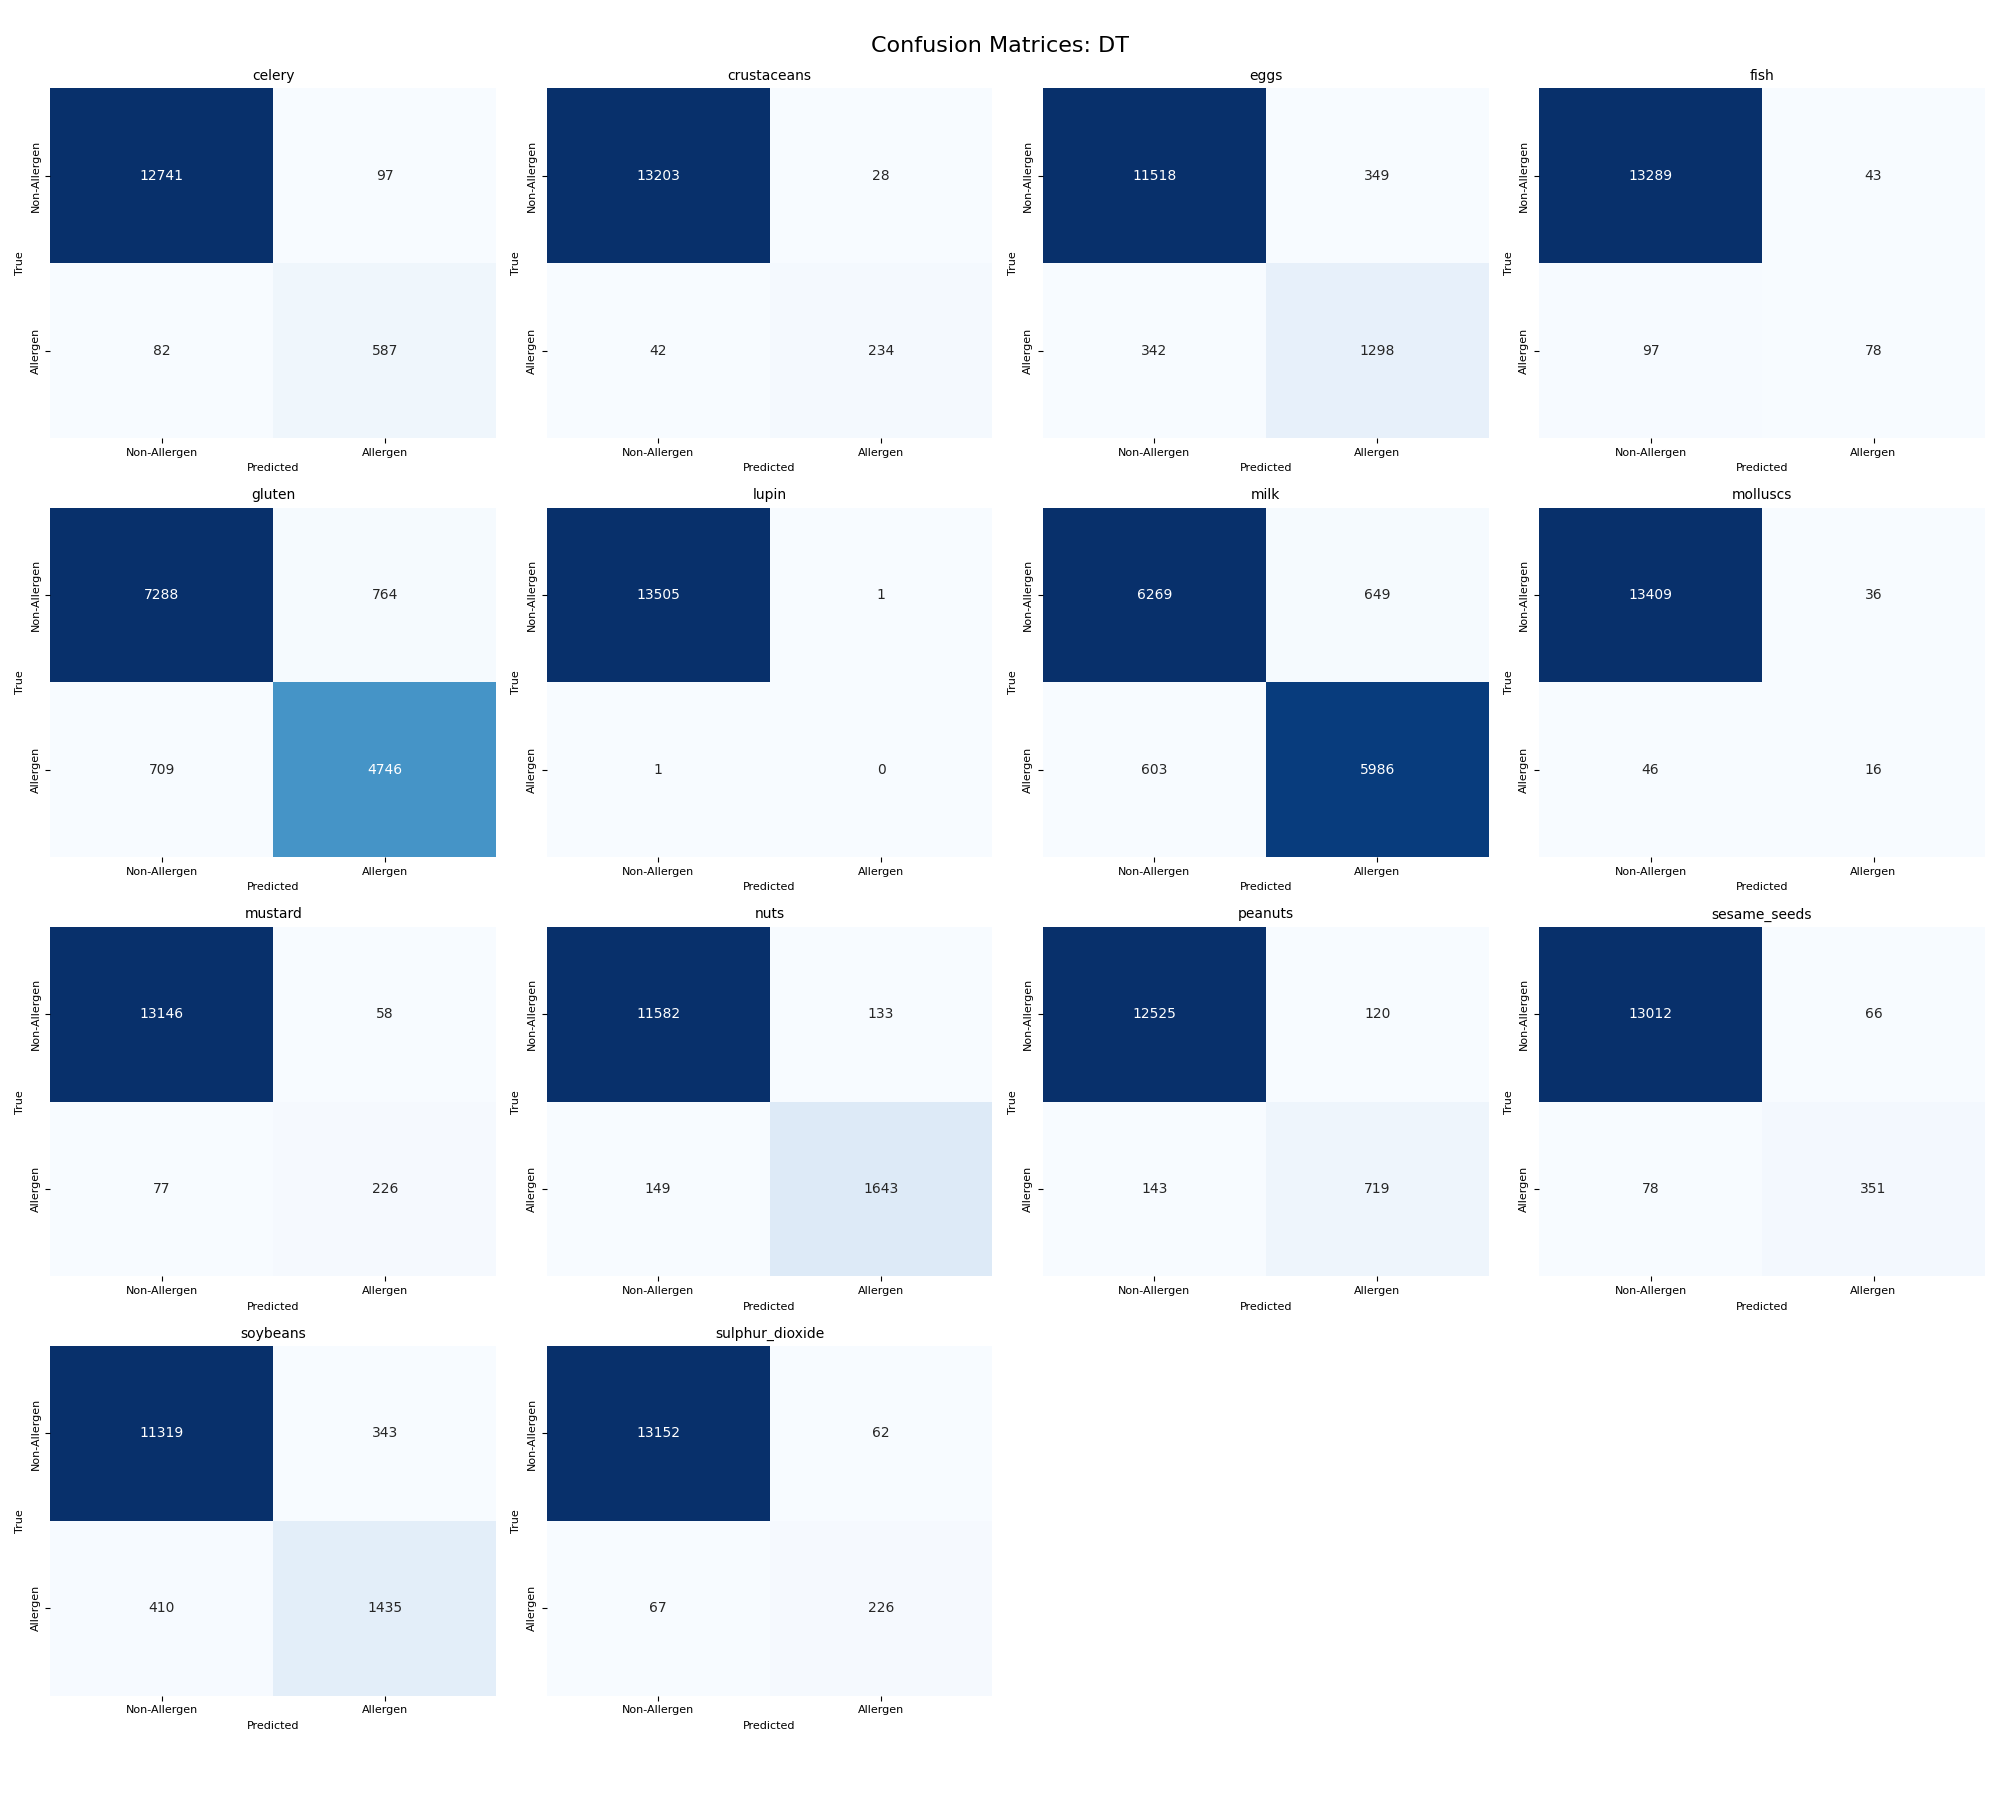 Confusion Matrices: DT
celery
Non-Allergen
12741 97
True
Allergen
82 587
Non-Allergen Allergen
Predicted
crustaceans
Non-Allergen
13203 28
True
Allergen
42 234
Non-Allergen Allergen
Predicted
eggs
Non-Allergen
11518 349
True
Allergen
342 1298
Non-Allergen Allergen
Predicted
fish
Non-Allergen
13289 43
True
Allergen
97 78
Non-Allergen Allergen
Predicted
gluten
Non-Allergen
7288 764
True
Allergen
709 4746
Non-Allergen Allergen
Predicted
lupin
Non-Allergen
13505 1
True
Allergen
1 0
Non-Allergen Allergen
Predicted
milk
Non-Allergen
6269 649
True
Allergen
603 5986
Non-Allergen Allergen
Predicted
molluscs
Non-Allergen
13409 36
True
Allergen
46 16
Non-Allergen Allergen
Predicted
mustard
Non-Allergen
13146 58
True
Allergen
77 226
Non-Allergen Allergen
Predicted
nuts
Non-Allergen
11582 133
True
Allergen
149 1643
Non-Allergen Allergen
Predicted
peanuts
Non-Allergen
12525 120
True
Allergen
143 719
Non-Allergen Allergen
Predicted
sesame_seeds
Non-Allergen
13012 66
True
Allergen
78 351
Non-Allergen Allergen
Predicted
soybeans
Non-Allergen
11319 343
True
Allergen
410 1435
Non-Allergen Allergen
Predicted
sulphur_dioxide
Non-Allergen
13152 62
True
Allergen
67 226
Non-Allergen Allergen
Predicted